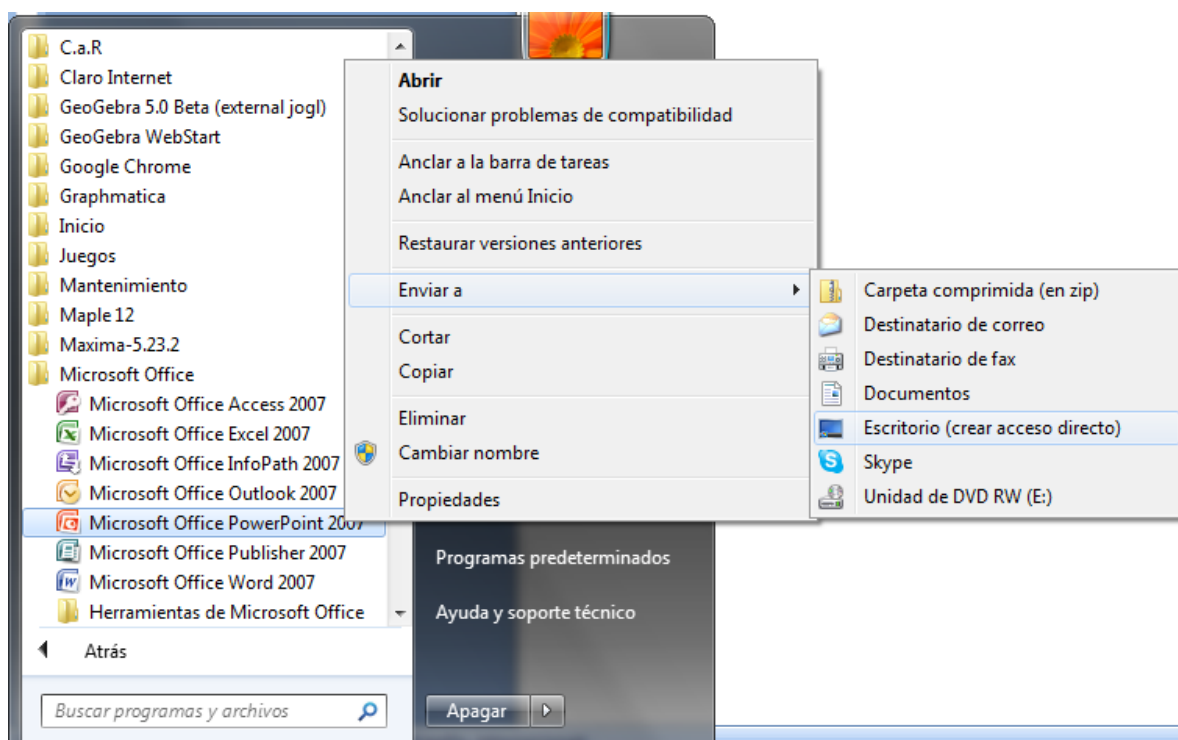 C.a.R
Claro Internet
GeoGebra 5.0 Beta (external jogl)
GeoGebra WebStart
Google Chrome
Graphmatica
Inicio
Juegos
Mantenimiento
Maple 12
Maxima-5.23.2
Microsoft Office
Microsoft Office Access 2007
Microsoft Office Excel 2007
Microsoft Office InfoPath 2007
Microsoft Office Outlook 2007
Microsoft Office PowerPoint 2007
Microsoft Office Publisher 2007
Microsoft Office Word 2007
Herramientas de Microsoft Office
Atrás
Buscar programas y archivos
Abrir
Solucionar problemas de compatibilidad
Anclar a la barra de tareas
Anclar al menú Inicio
Restaurar versiones anteriores
Enviar a
Cortar
Copiar
Eliminar
Cambiar nombre
Propiedades
Carpeta comprimida (en zip)
Destinatario de correo
Destinatario de fax
Documentos
Escritorio (crear acceso directo)
Skype
Unidad de DVD RW (E:)
Programas predeterminados
Ayuda y soporte técnico
Apagar